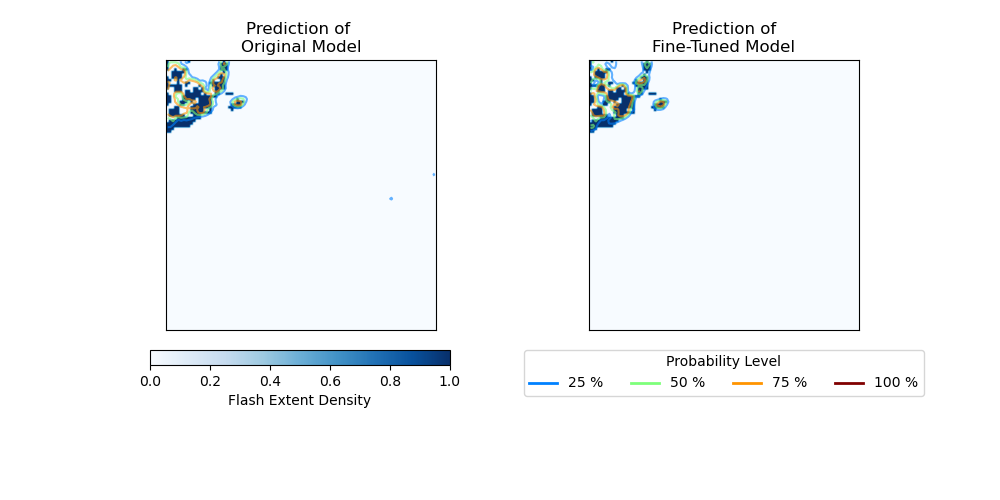 Prediction of
Original Model
Prediction of
Fine-Tuned Model
0.0 0.2 0.4 0.6 0.8 1.0
Flash Extent Density
Probability Level
25 % 50 % 75 % 100 %